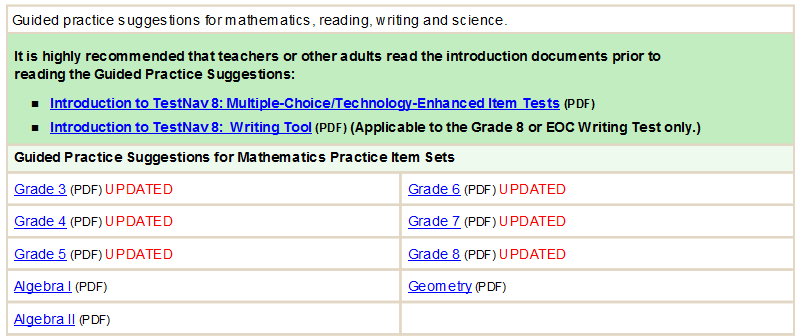 Guided practice suggestions for mathematics, reading, writing and science.
It is highly recommended that teachers or other adults read the introduction documents prior to
reading the Guided Practice Suggestions:
■ Introduction to TestNav 8: Multiple-Choice/Technology-Enhanced Item Tests (PDF)
■ Introduction to TestNav 8:  Writing Tool (PDF) (Applicable to the Grade 8 or EOC Writing Test only.)
Guided Practice Suggestions for Mathematics Practice Item Sets
Grade 3 (PDF) UPDATED
Grade 6 (PDF) UPDATED
Grade 4 (PDF) UPDATED
Grade 7 (PDF) UPDATED
Grade 5 (PDF) UPDATED
Grade 8 (PDF) UPDATED
Algebra I (PDF)
Geometry (PDF)
Algebra II (PDF)